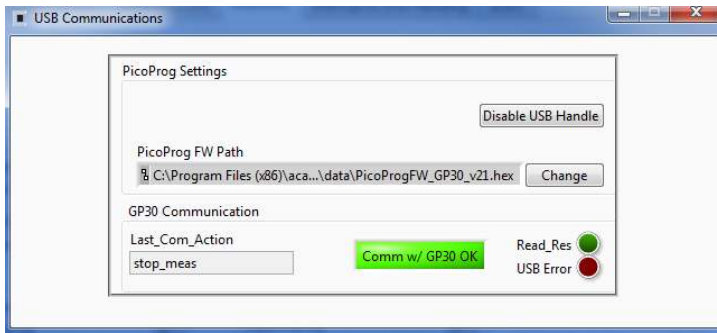 USB Communications
PicoProg Settings
Disable USB Handle
PicoProg FW Path
C:\Program Files (x86)\aca...\data\PicoProgFW_GP30_v21.hex
Change
GP30 Communication
Last_Com_Action
stop_meas
Comm w/ GP30 OK
Read_Res
USB Error